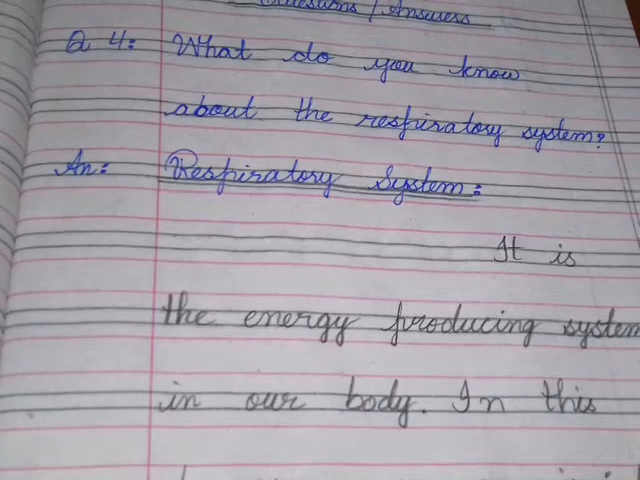 Questions / Answers
Q 4: What do you know
about the respiratory system?
An: Respiratory System:
It is
the energy producing system
in our body. In this